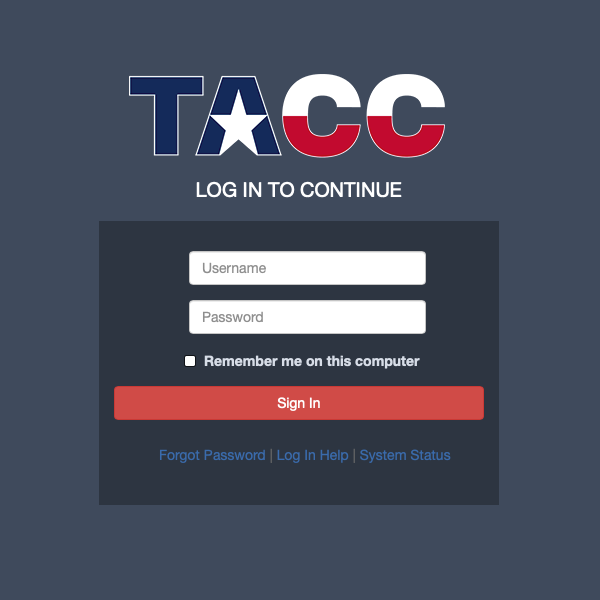 TACC
LOG IN TO CONTINUE
Username
Password
Remember me on this computer
Sign In
Forgot Password | Log In Help | System Status